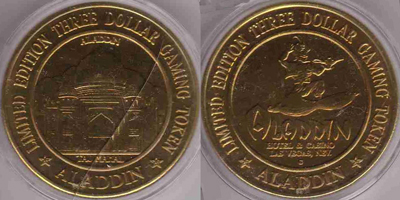 LIMITED EDITION THREE DOLLAR GAMING TOKEN
ALADDIN
TAJ MAHAL
★ ALADDIN ★
LIMITED EDITION THREE DOLLAR GAMING TOKEN
ALADDIN
HOTEL & CASINO
LAS VEGAS, NEV.
★ ALADDIN ★